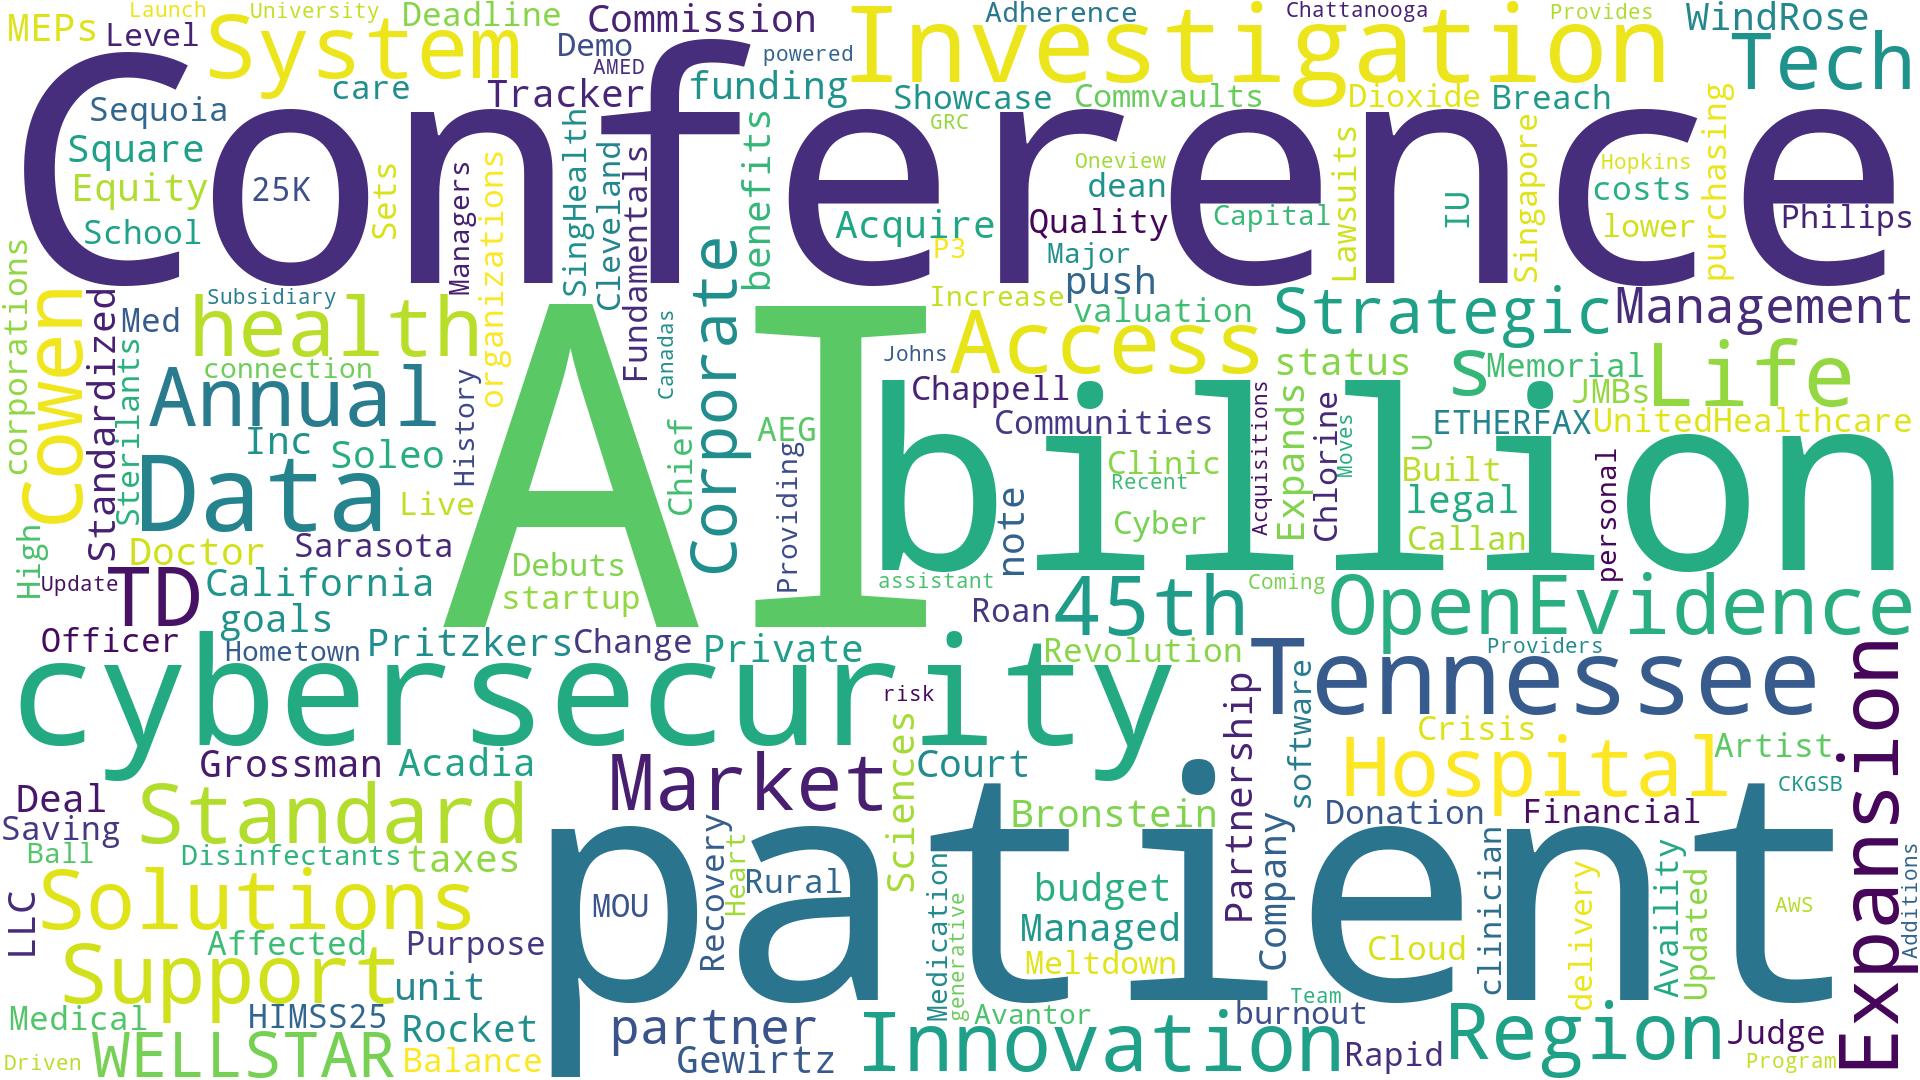 MEPs
Launch
Level
System
University
Deadline
Commission
Demo
AMED
powered
Investigation
Adherence
Chattanooga
Provides
WindRose
Tech
care
Tracker
funding
Showcase
Commvaults
Dioxide
Breach
Conference
Sequoia
Square
Equity
School
25K
Sets
Managers
organizations
SingHealth
Cleveland
Fundamentals
benefits
GRC
Oneview
dean
Acquire
Quality
P3
Major
push
Capital
Lawsuits
IU
Singapore
Hopkins
costs
lower
purchasing
Philips
corporations
Cowen
Standardized
Subsidiary
Med
health
connection
Sterilants
Annual
Inc
Soleo
History
Data
Live
Canadas
Chief
Corporate
AI
AEG
Providing
Increase
valuation
Access
Johns
Strategic
Management
status
s
Memorial
Life
JMBs
Chappell
Communities
ETHERFAX
UnitedHealthcare
billion
note
Clinic
Recent
Cyber
Acquisitions
Expands
Chlorine
Moves
U
Built
legal
Callan
personal
High
Doctor
Sarasota
Debuts
startup
assistant
Coming
Update
TD
California
goals
Roan
45th
OpenEvidence
Officer
Hometown
Pritzkers
Change
Private
Revolution
Providers
cybersecurity
risk
Tennessee
Partnership
software
Crisis
Expansion
Grossman
Acadia
Market
Sciences
Court
Hospital
Artist
CKGSB
Deal
Saving
Standard
Ball
Disinfectants
taxes
Bronstein
Company
Donation
Financial
patient
LLC
Solutions
MOU
Recovery
Heart
Rural
Medication
generative
budget
Managed
Meltdown
clinician
Cloud
delivery
Availity
Updated
AWS
Additions
Affected
Purpose
Support
unit
Medical
HIMSS25
Rocket
partner
Avantor
Team
burnout
Driven
WELLSTAR
Balance
Gewirtz
Innovation
Rapid
Region
Judge
Program